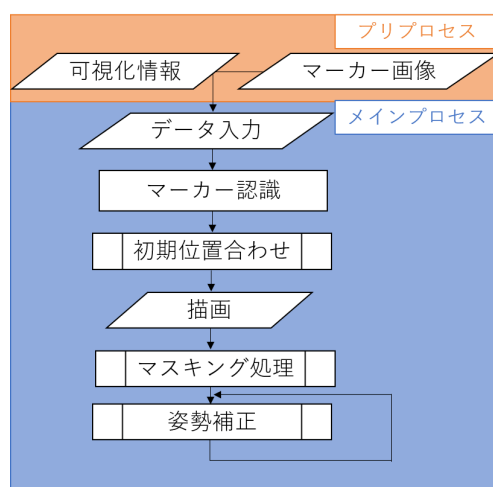 プリプロセス
可視化情報
マーカー画像
メインプロセス
データ入力
マーカー認識
初期位置合わせ
描画
マスキング処理
姿勢補正